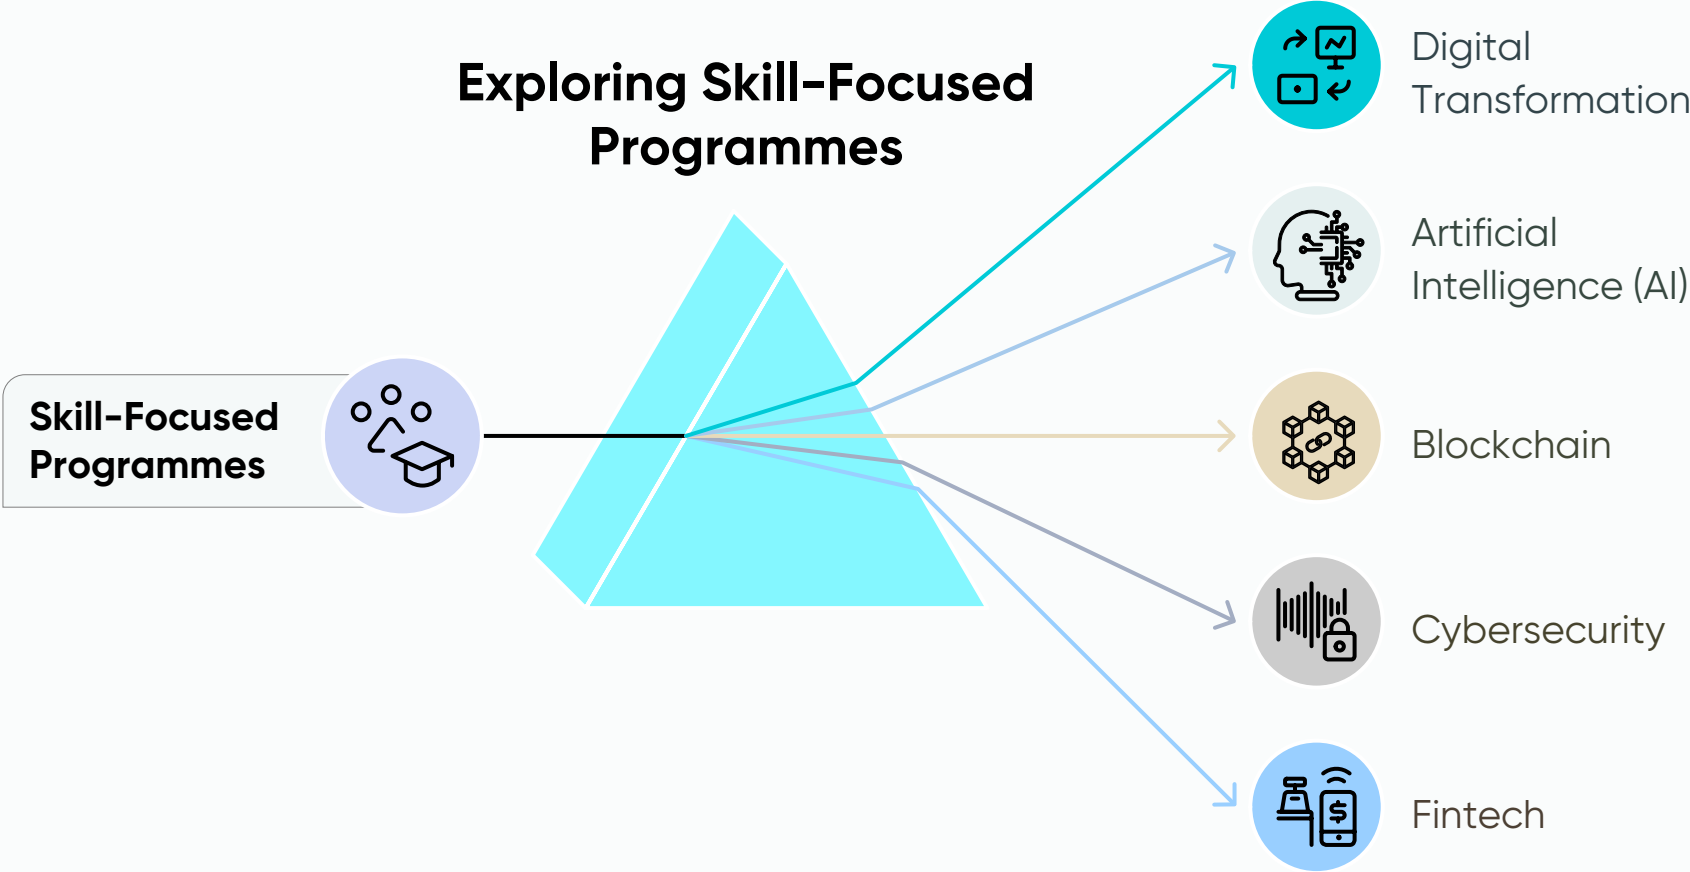 Exploring Skill-Focused
Programmes
Skill-Focused
Programmes
Digital
Transformation
Artificial
Intelligence (AI)
Blockchain
Cybersecurity
$
Fintech